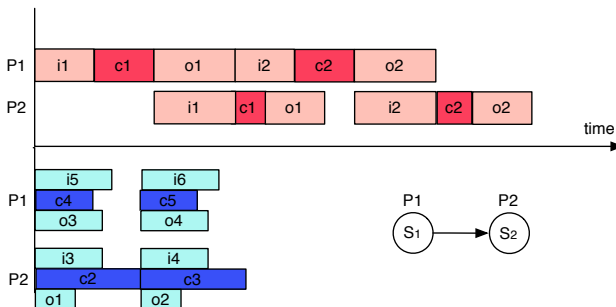 P1 i1 c1 o1 i2 c2 o2
P2 i1 c1 o1 i2 c2 o2
time
i5 i6
P1 c4 c5
o3 o4
P1 P2
S1 S2
i3 i4
P2 c2 c3
o1 o2